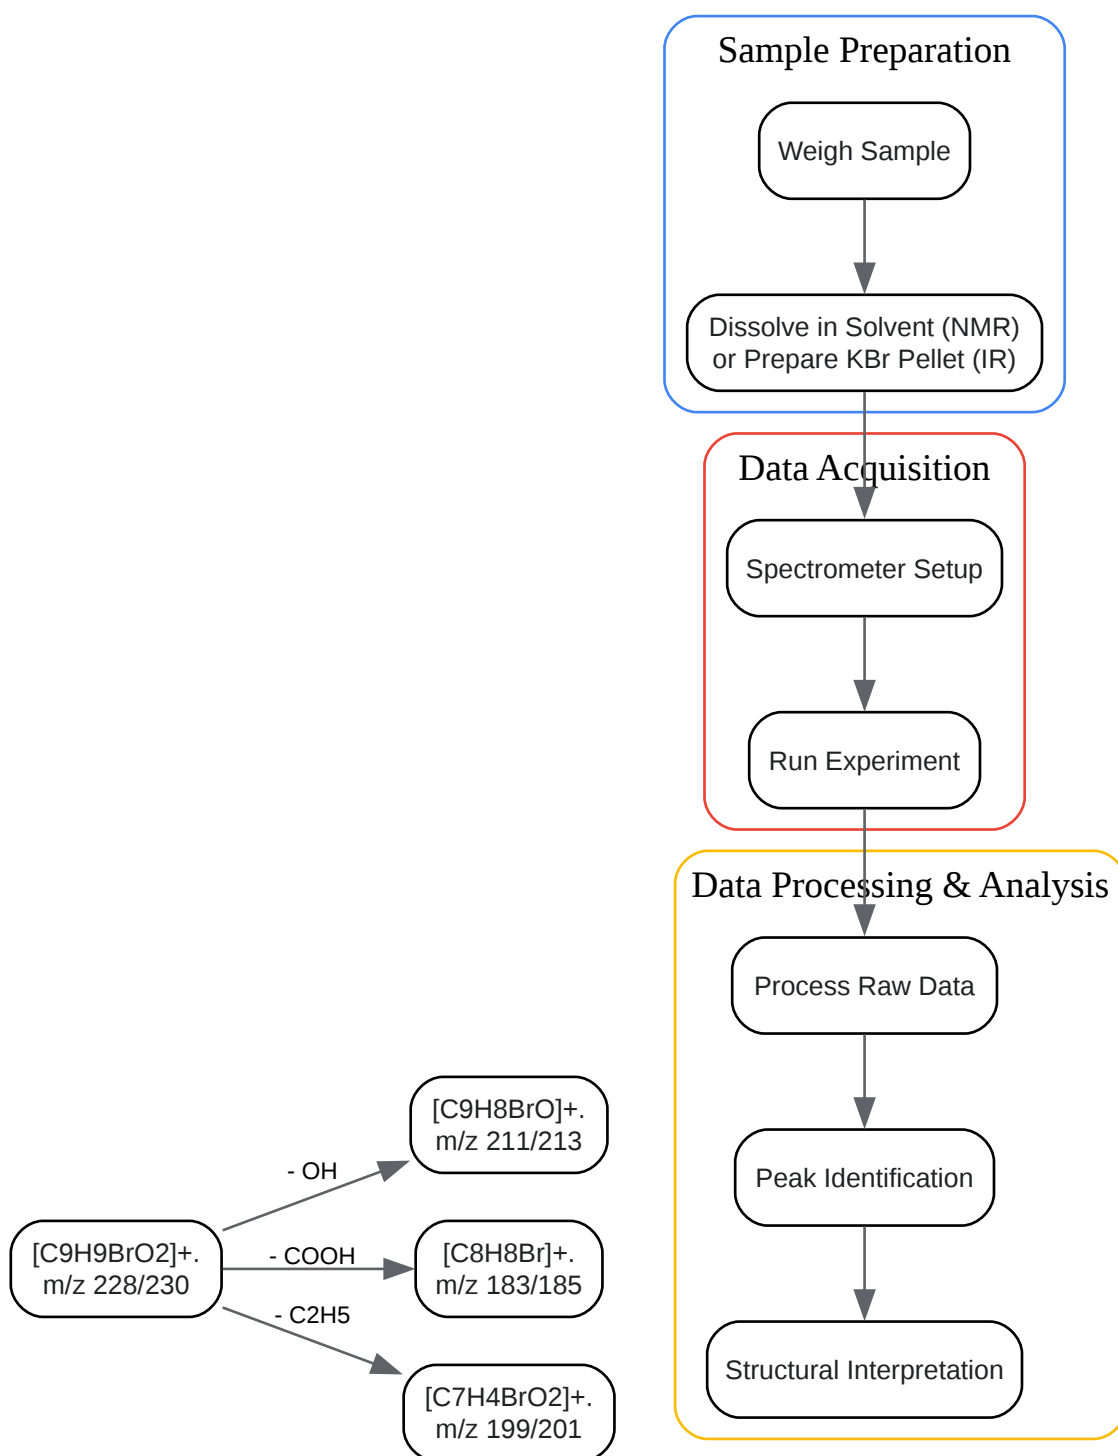 Sample Preparation
Weigh Sample
Dissolve in Solvent (NMR)
or Prepare KBr Pellet (IR)
Data Acquisition
Spectrometer Setup
Run Experiment
Data Processing & Analysis
Process Raw Data
Peak Identification
Structural Interpretation
[C9H9BrO2]+.
m/z 228/230
- OH
[C9H8BrO]+.
m/z 211/213
- COOH
[C8H8Br]+.
m/z 183/185
- C2H5
[C7H4BrO2]+.
m/z 199/201